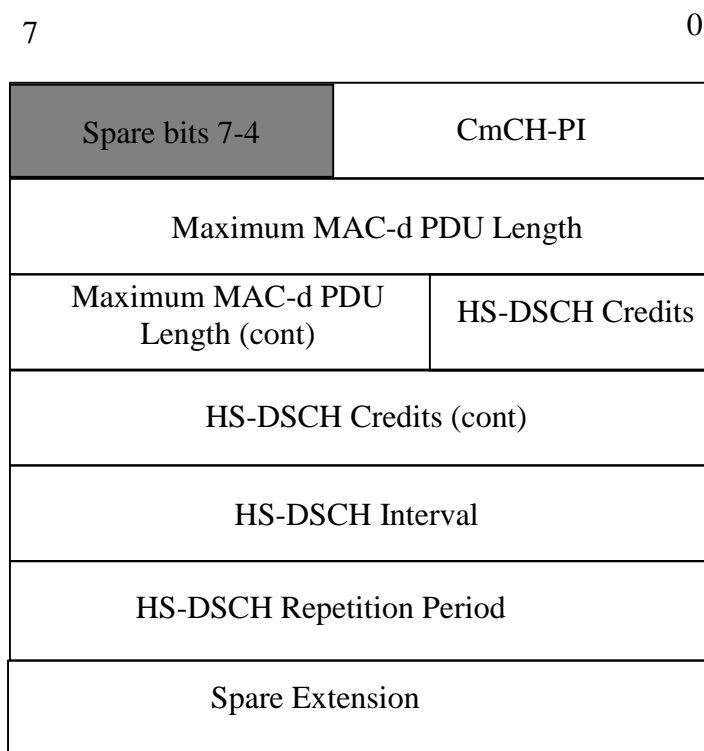 7 0
Spare bits 7-4 CmCH-PI
Maximum MAC-d PDU Length
Maximum MAC-d PDU
Length (cont)
HS-DSCH Credits
HS-DSCH Credits (cont)
HS-DSCH Interval
HS-DSCH Repetition Period
Spare Extension